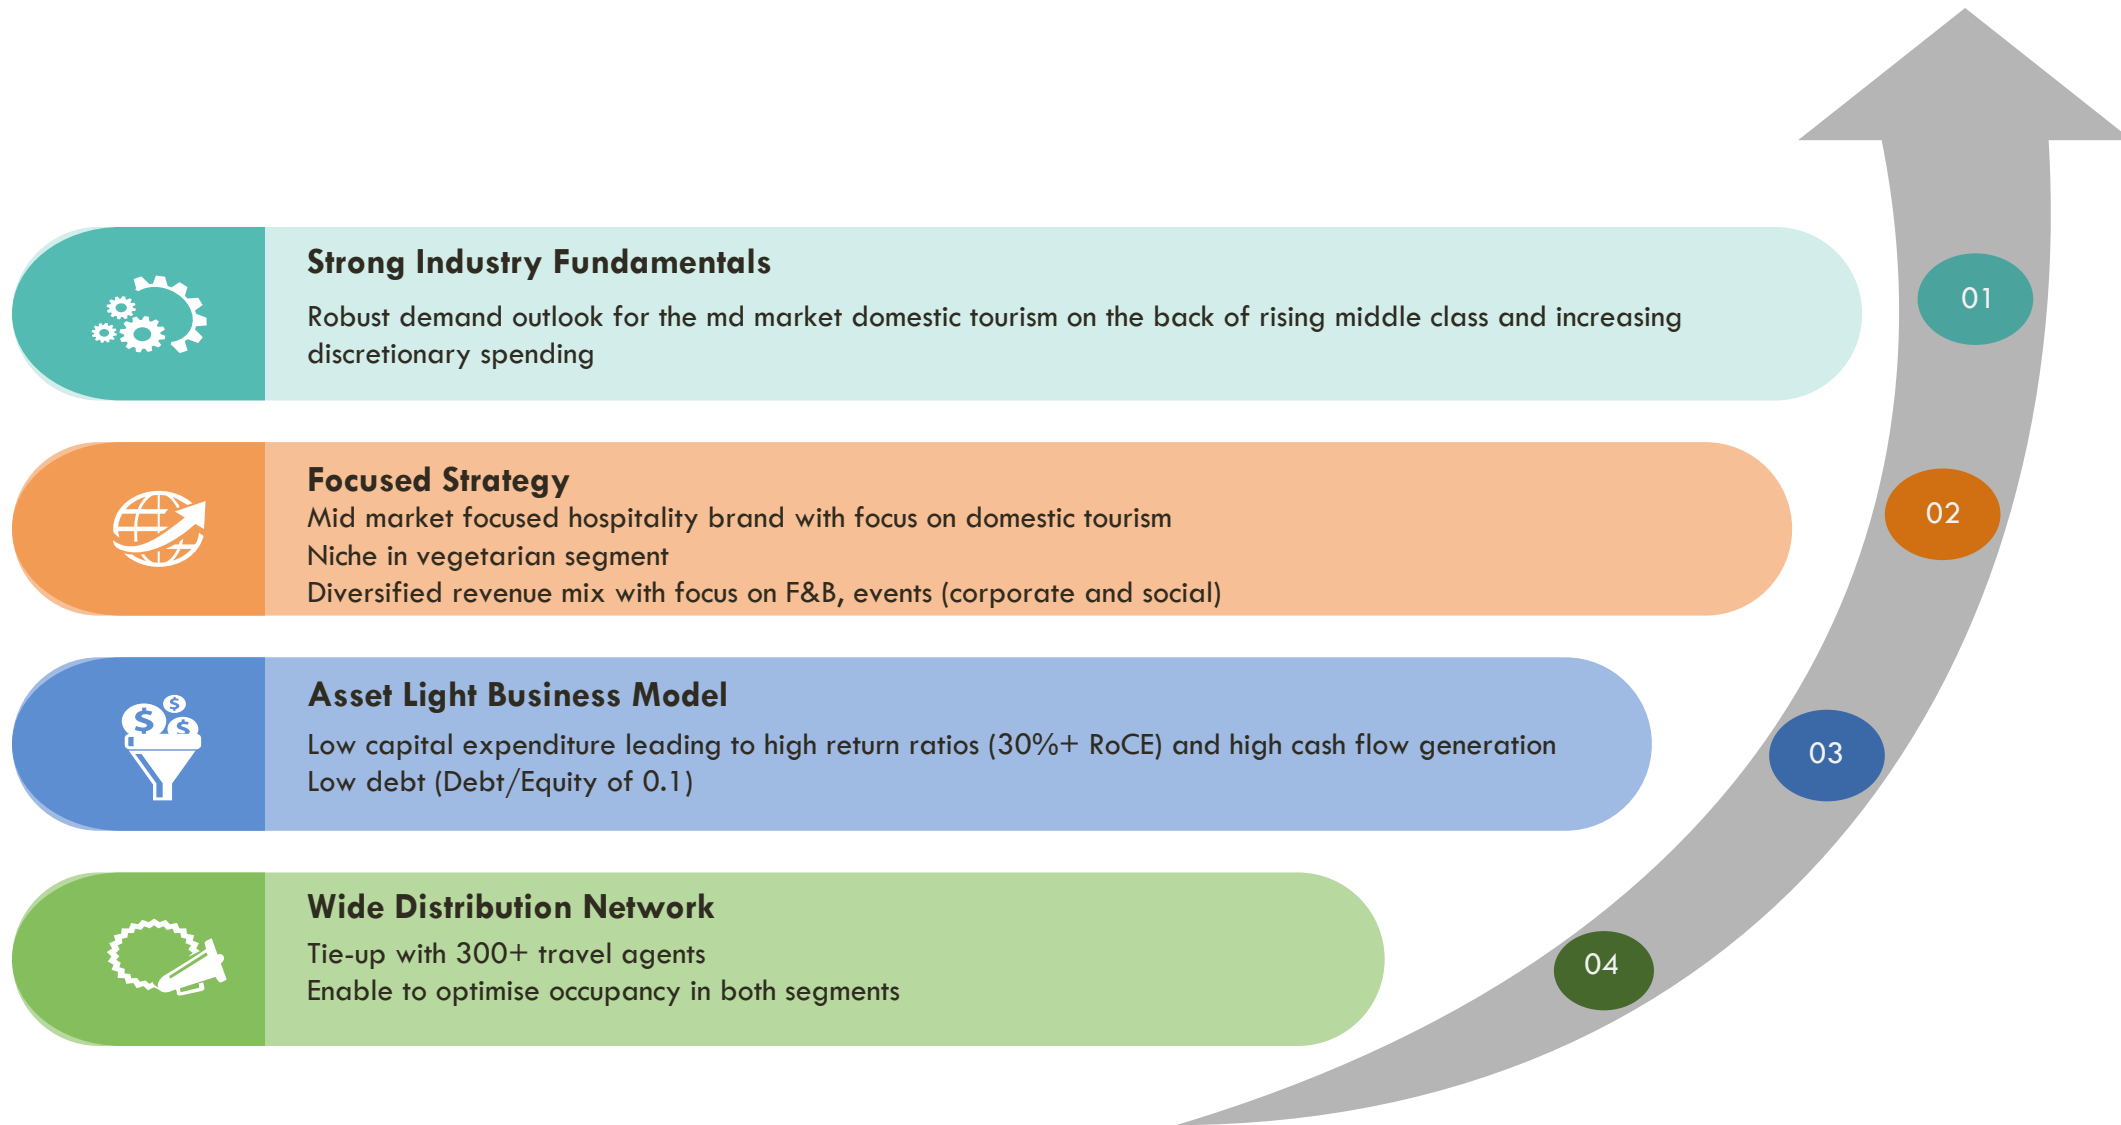 Strong Industry Fundamentals
Robust demand outlook for the md market domestic tourism on the back of rising middle class and increasing
discretionary spending
01
Focused Strategy
Mid market focused hospitality brand with focus on domestic tourism
Niche in vegetarian segment
Diversified revenue mix with focus on F&B, events (corporate and social)
02
$
$ $
Asset Light Business Model
Low capital expenditure leading to high return ratios (30%+ RoCE) and high cash flow generation
Low debt (Debt/Equity of 0.1)
03
Wide Distribution Network
Tie-up with 300+ travel agents
Enable to optimise occupancy in both segments
04